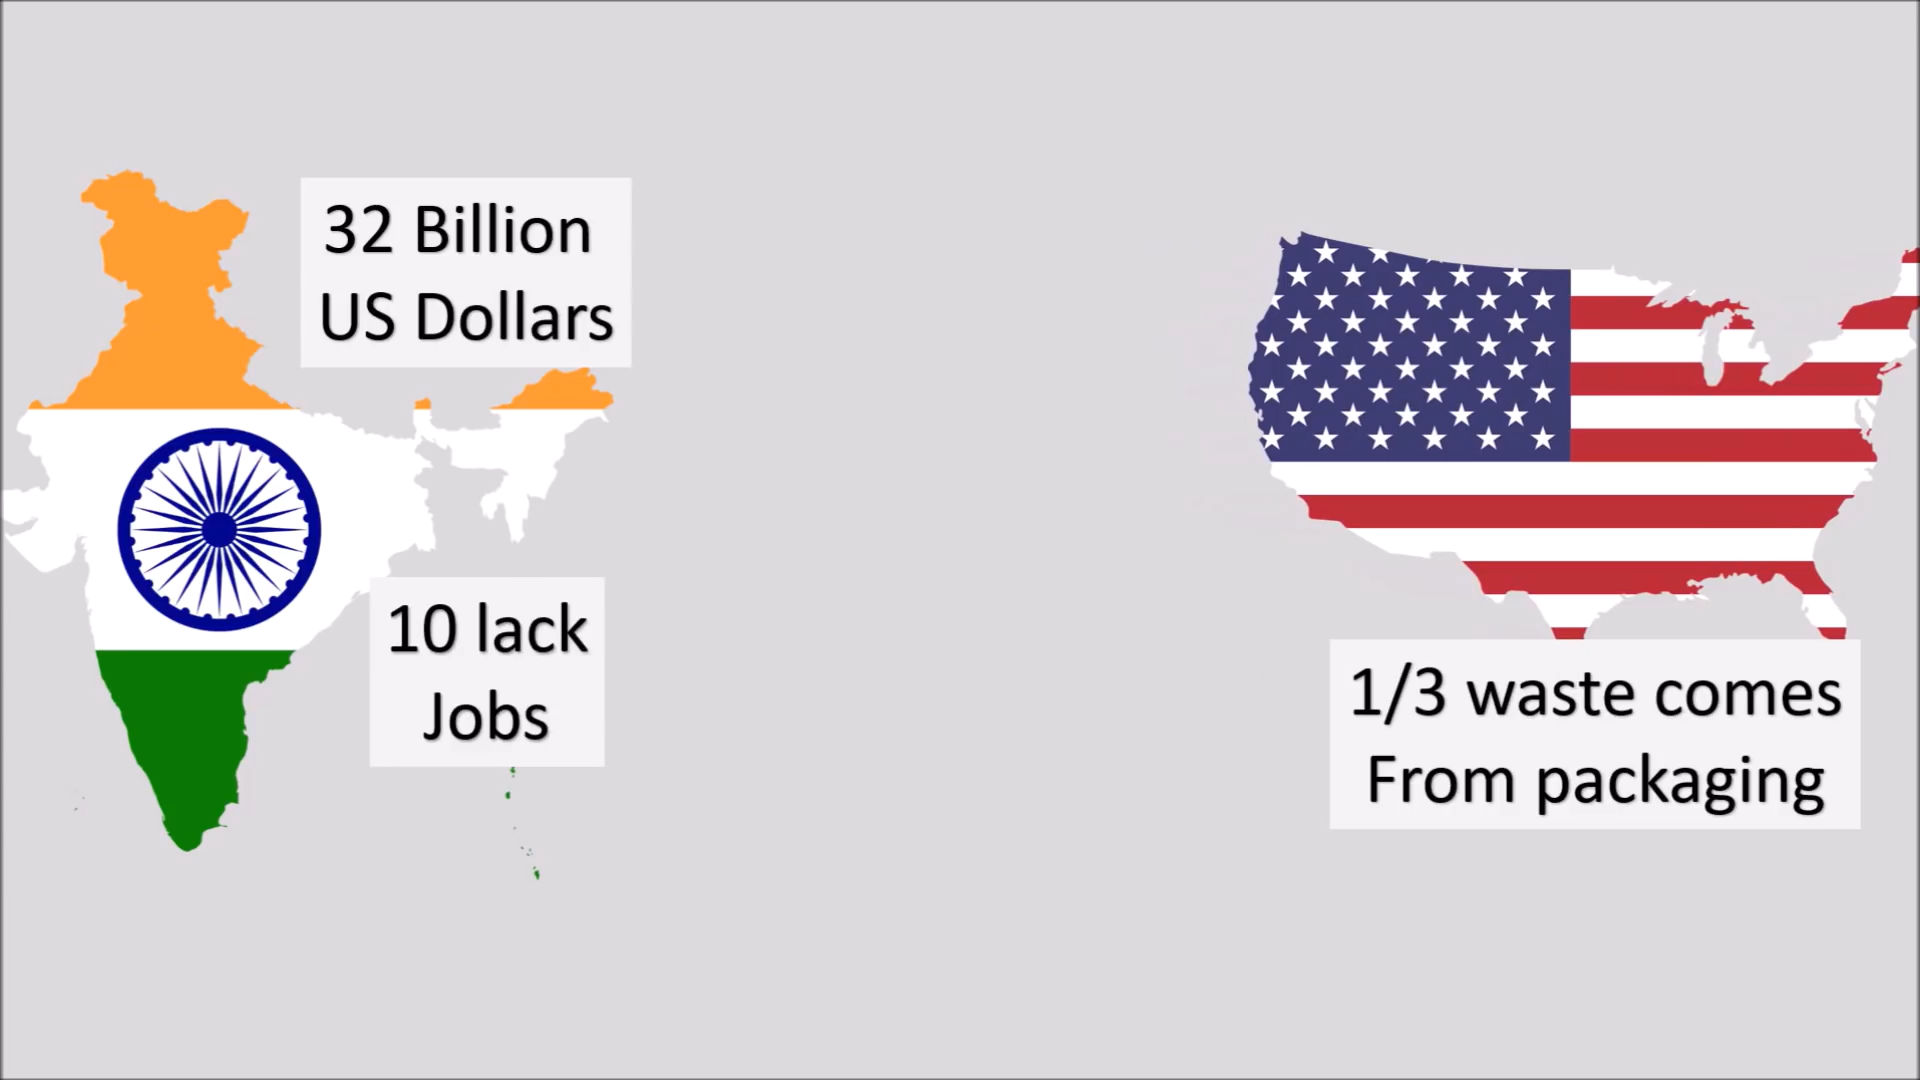 32 Billion
US Dollars
10 lack
Jobs
1/3 waste comes
From packaging